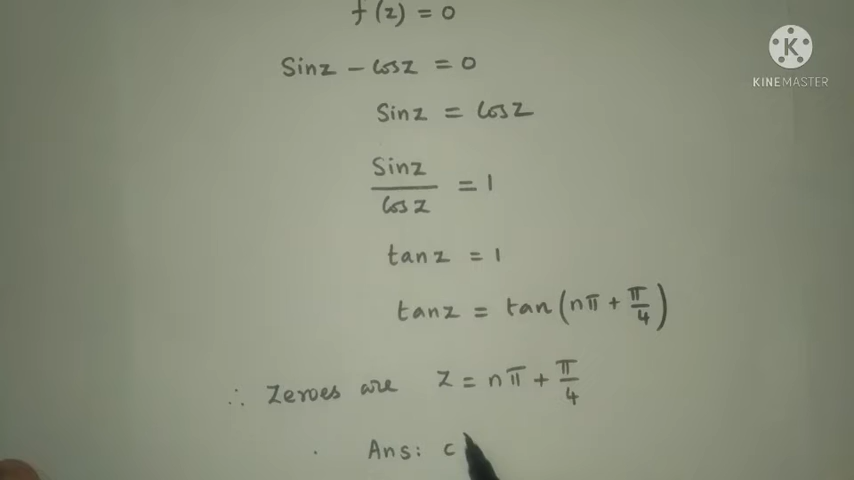 f(z) = 0
K
KINEMASTER
Sinz - Cosz = 0
Sinz = Cosz
Sinz / Cosz = 1
tanz = 1
tanz = tan(nπ + π/4)
∴ Zeroes are z = nπ + π/4
Ans: c